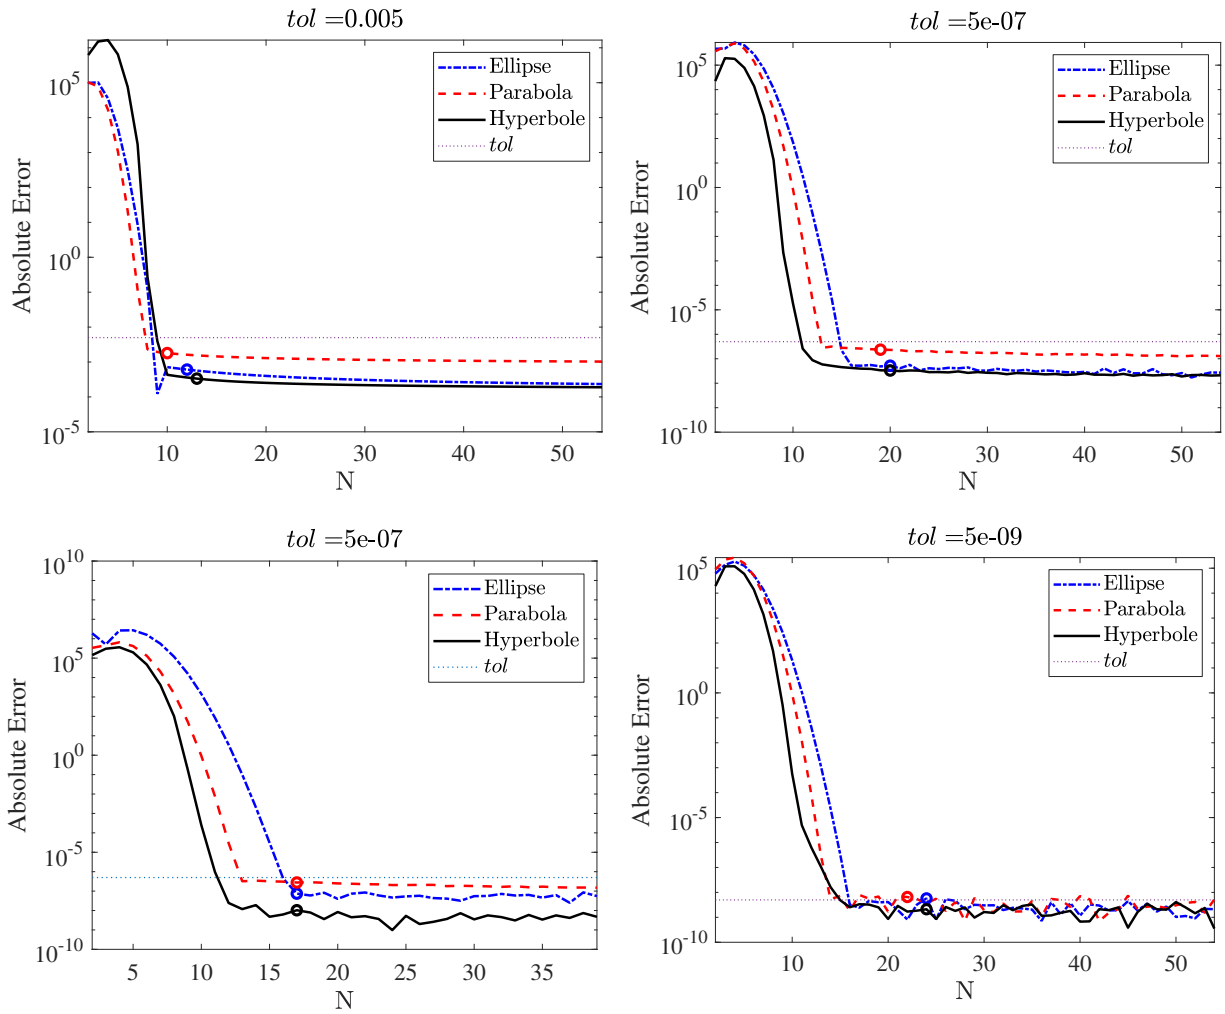 tol =0.005
Absolute Error
10^5
10^0
10^-5
10 20 30 40 50
N
Ellipse
Parabola
Hyperbole
tol
tol =5e-07
Absolute Error
10^5
10^0
10^-5
10^-10
10 20 30 40 50
N
Ellipse
Parabola
Hyperbole
tol
tol =5e-07
Absolute Error
10^10
10^5
10^0
10^-5
10^-10
5 10 15 20 25 30 35
N
Ellipse
Parabola
Hyperbole
tol
tol =5e-09
Absolute Error
10^5
10^0
10^-5
10^-10
10 20 30 40 50
N
Ellipse
Parabola
Hyperbole
tol